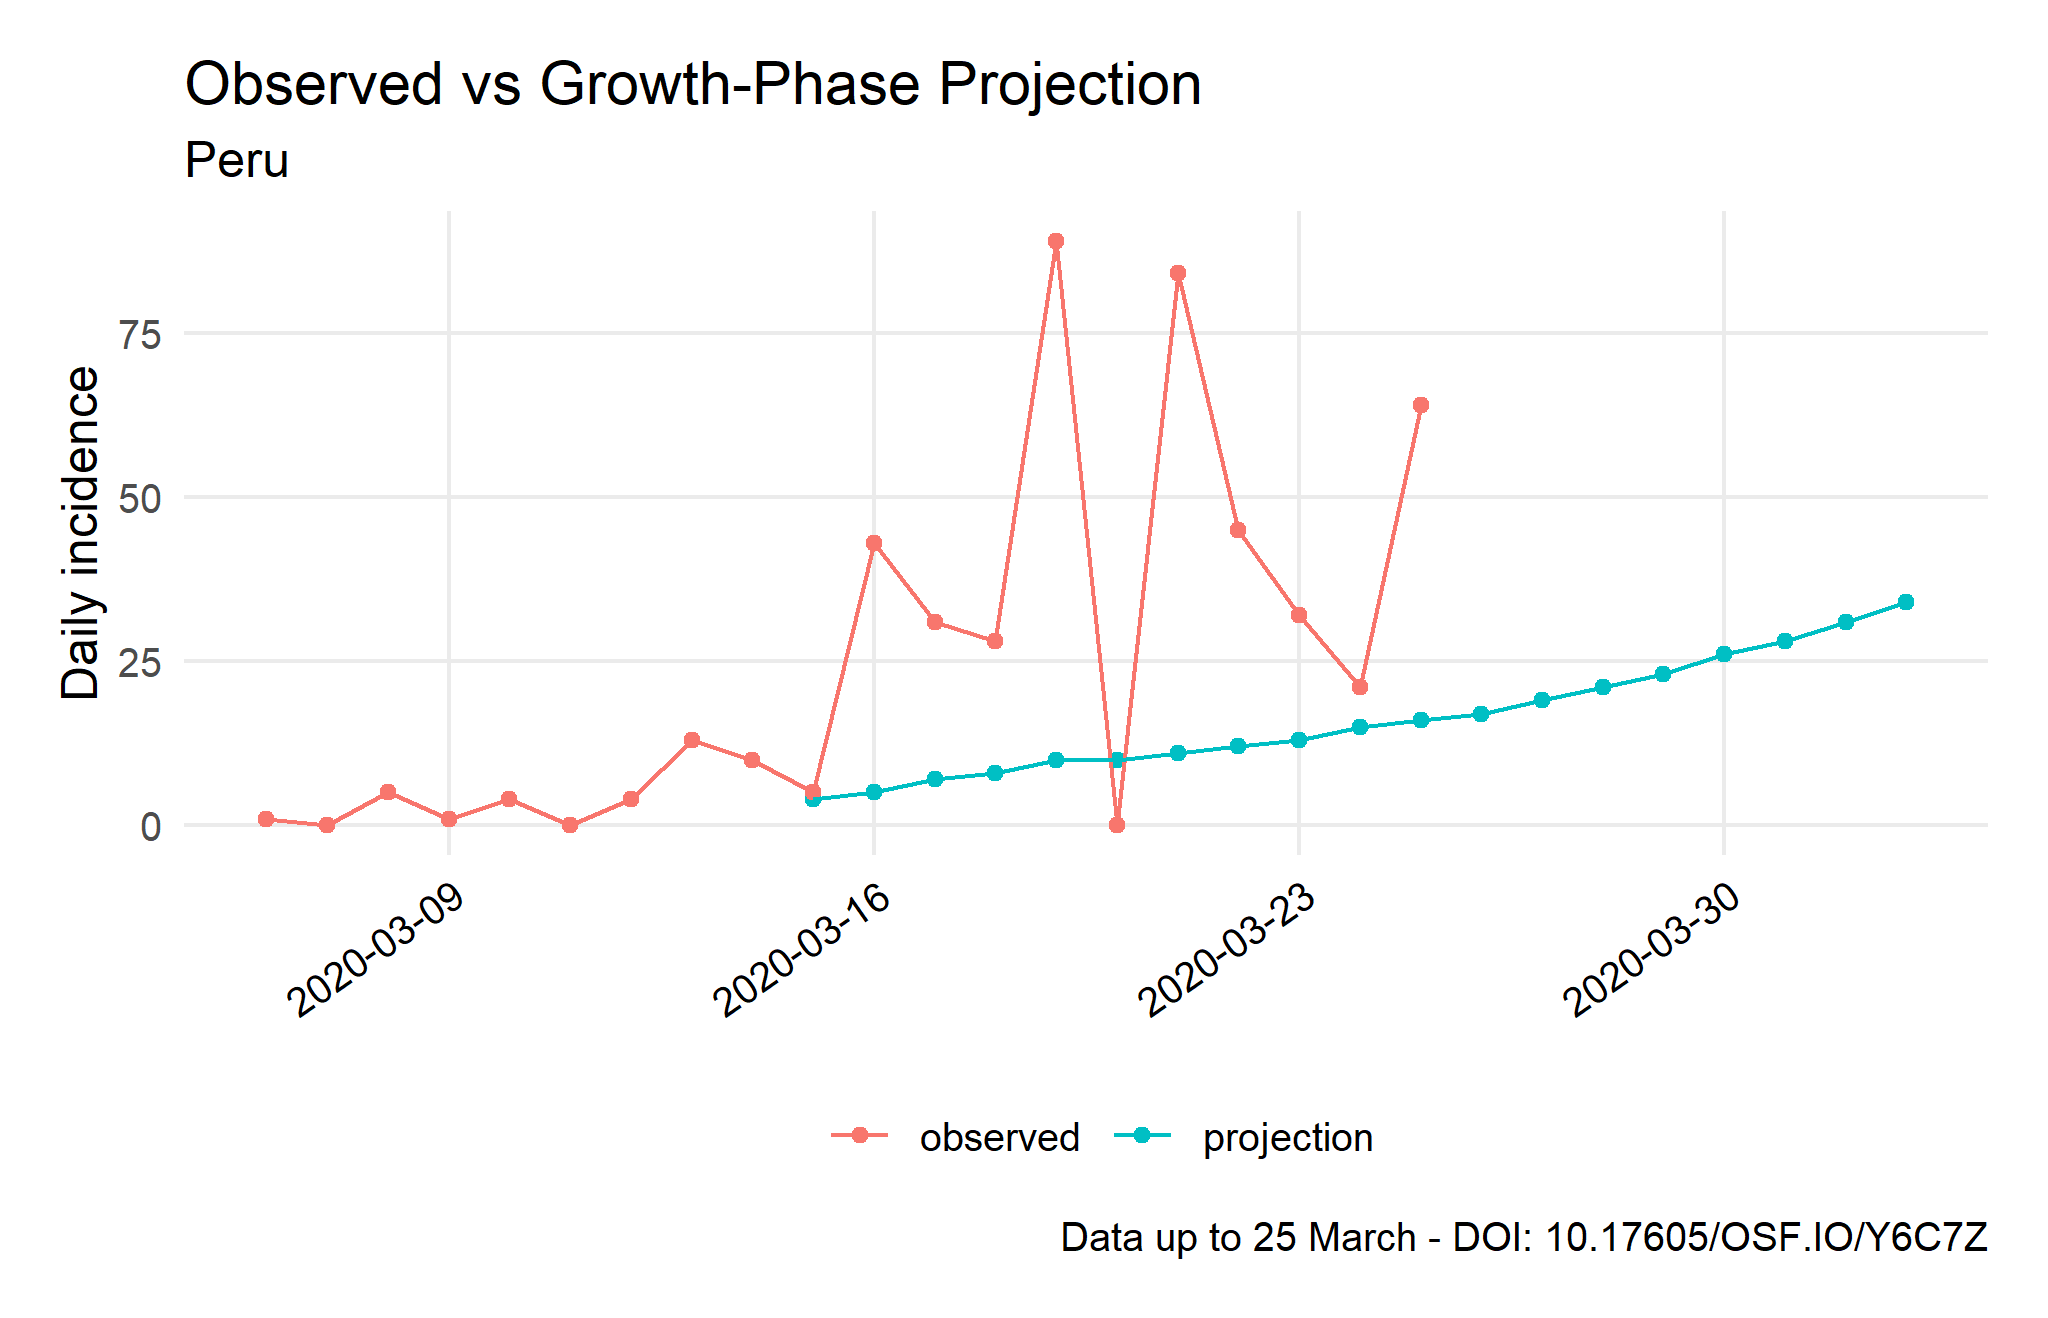 Observed vs Growth-Phase Projection
Peru
Daily incidence
75
50
25
0
2020-03-09
2020-03-16
2020-03-23
2020-03-30
observed
projection
Data up to 25 March - DOI: 10.17605/OSF.IO/Y6C7Z